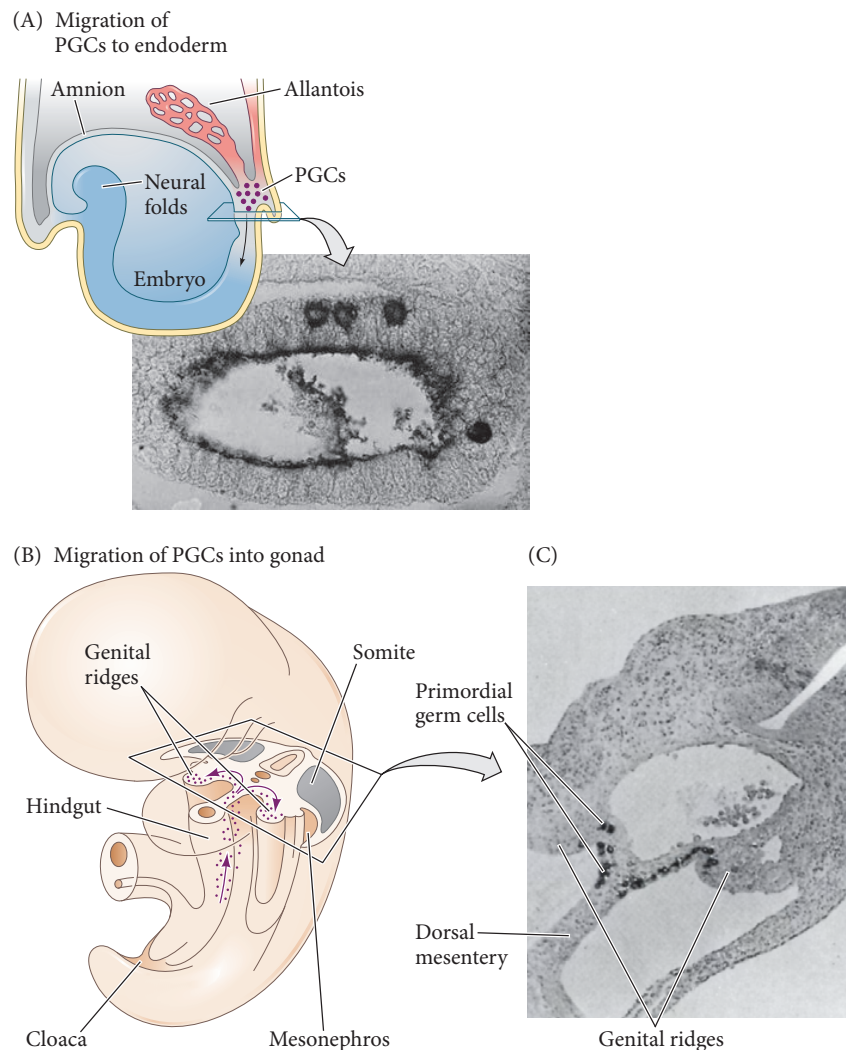 (A) Migration of
PGCs to endoderm
Amnion
Allantois
PGCs
Neural
folds
Embryo
(B) Migration of PGCs into gonad
(C)
Genital
ridges
Somite
Primordial
germ cells
Hindgut
Dorsal
mesentery
Cloaca
Mesonephros
Genital ridges